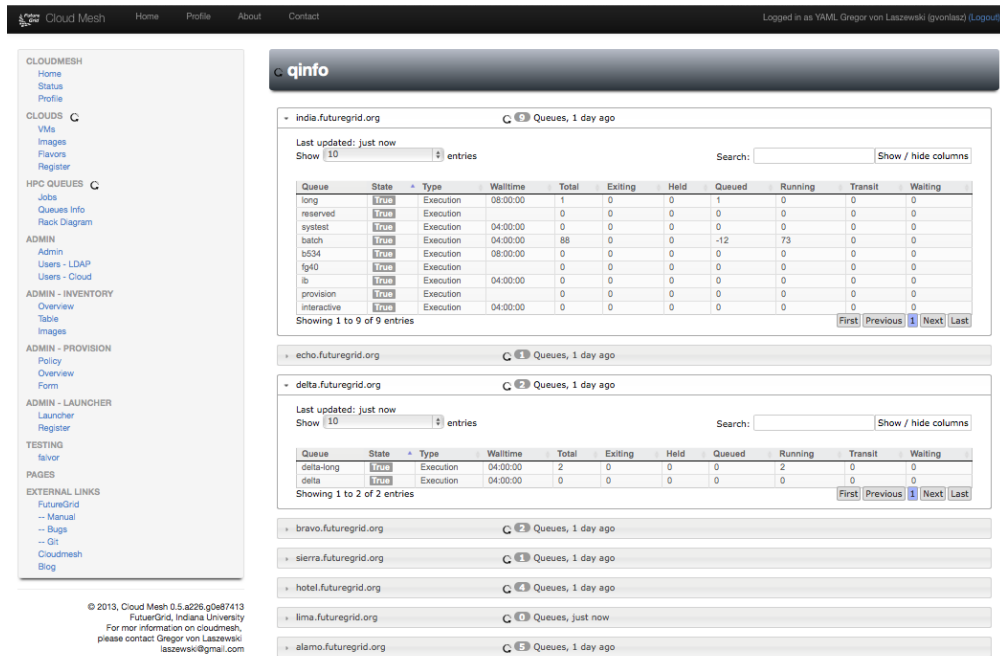 Future Grid Cloud Mesh Home Profile About Contact Logged in as YAML Gregor von Laszewski (gvonlasz) (Logout)
CLOUDMESH
Home
Status
Profile
CLOUDS
VMs
Images
Flavors
Register
HPC QUEUES
Jobs
Queues Info
Rack Diagram
ADMIN
Admin
Users - LDAP
Users - Cloud
ADMIN - INVENTORY
Overview
Table
Images
ADMIN - PROVISION
Policy
Overview
Form
ADMIN - LAUNCHER
Launcher
Register
TESTING
falvor
PAGES
EXTERNAL LINKS
FutureGrid
-- Manual
-- Bugs
-- Git
Cloudmesh
Blog
© 2013, Cloud Mesh 0.5.a226.g0e87413
FutuerGrid, Indiana University
For mor information on cloudmesh,
please contact Gregor von Laszewski
laszewski@gmail.com
qinfo
india.futuregrid.org 9 Queues, 1 day ago
Last updated: just now
Show 10 entries Search: Show / hide columns
Queue State Type Walltime Total Exiting Held Queued Running Transit Waiting
long True Execution 08:00:00 1 0 0 1 0 0 0
reserved True Execution 0 0 0 0 0 0 0
systest True Execution 04:00:00 0 0 0 0 0 0 0
batch True Execution 04:00:00 88 0 0 -12 73 0 0
b534 True Execution 08:00:00 0 0 0 0 0 0 0
fg40 True Execution 0 0 0 0 0 0 0
ib True Execution 04:00:00 0 0 0 0 0 0 0
provision True Execution 0 0 0 0 0 0 0
interactive True Execution 04:00:00 0 0 0 0 0 0 0
Showing 1 to 9 of 9 entries First Previous 1 Next Last
echo.futuregrid.org 1 Queues, 1 day ago
delta.futuregrid.org 2 Queues, 1 day ago
Last updated: just now
Show 10 entries Search: Show / hide columns
Queue State Type Walltime Total Exiting Held Queued Running Transit Waiting
delta-long True Execution 04:00:00 2 0 0 0 2 0 0
delta True Execution 04:00:00 0 0 0 0 0 0 0
Showing 1 to 2 of 2 entries First Previous 1 Next Last
bravo.futuregrid.org 2 Queues, 1 day ago
sierra.futuregrid.org 1 Queues, 1 day ago
hotel.futuregrid.org 4 Queues, 1 day ago
lima.futuregrid.org 0 Queues, just now
alamo.futuregrid.org 5 Queues, 1 day ago